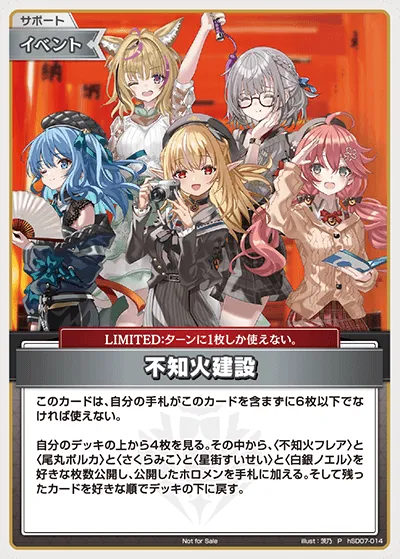 サポート
イベント
LIMITED:ターンに1枚しか使えない。
不知火建設
このカードは、自分の手札がこのカードを含まずに6枚以下でな
ければ使えない。
自分のデッキの上から4枚を見る。その中から、〈不知火フレア〉と
〈尾丸ポルカ〉と〈さくらみこ〉と〈星街すいせい〉と〈白銀ノエル〉を
好きな枚数公開し、公開したホロメンを手札に加える。そして残っ
たカードを好きな順でデッキの下に戻す。
Not for Sale
illust：
P hSD07-014